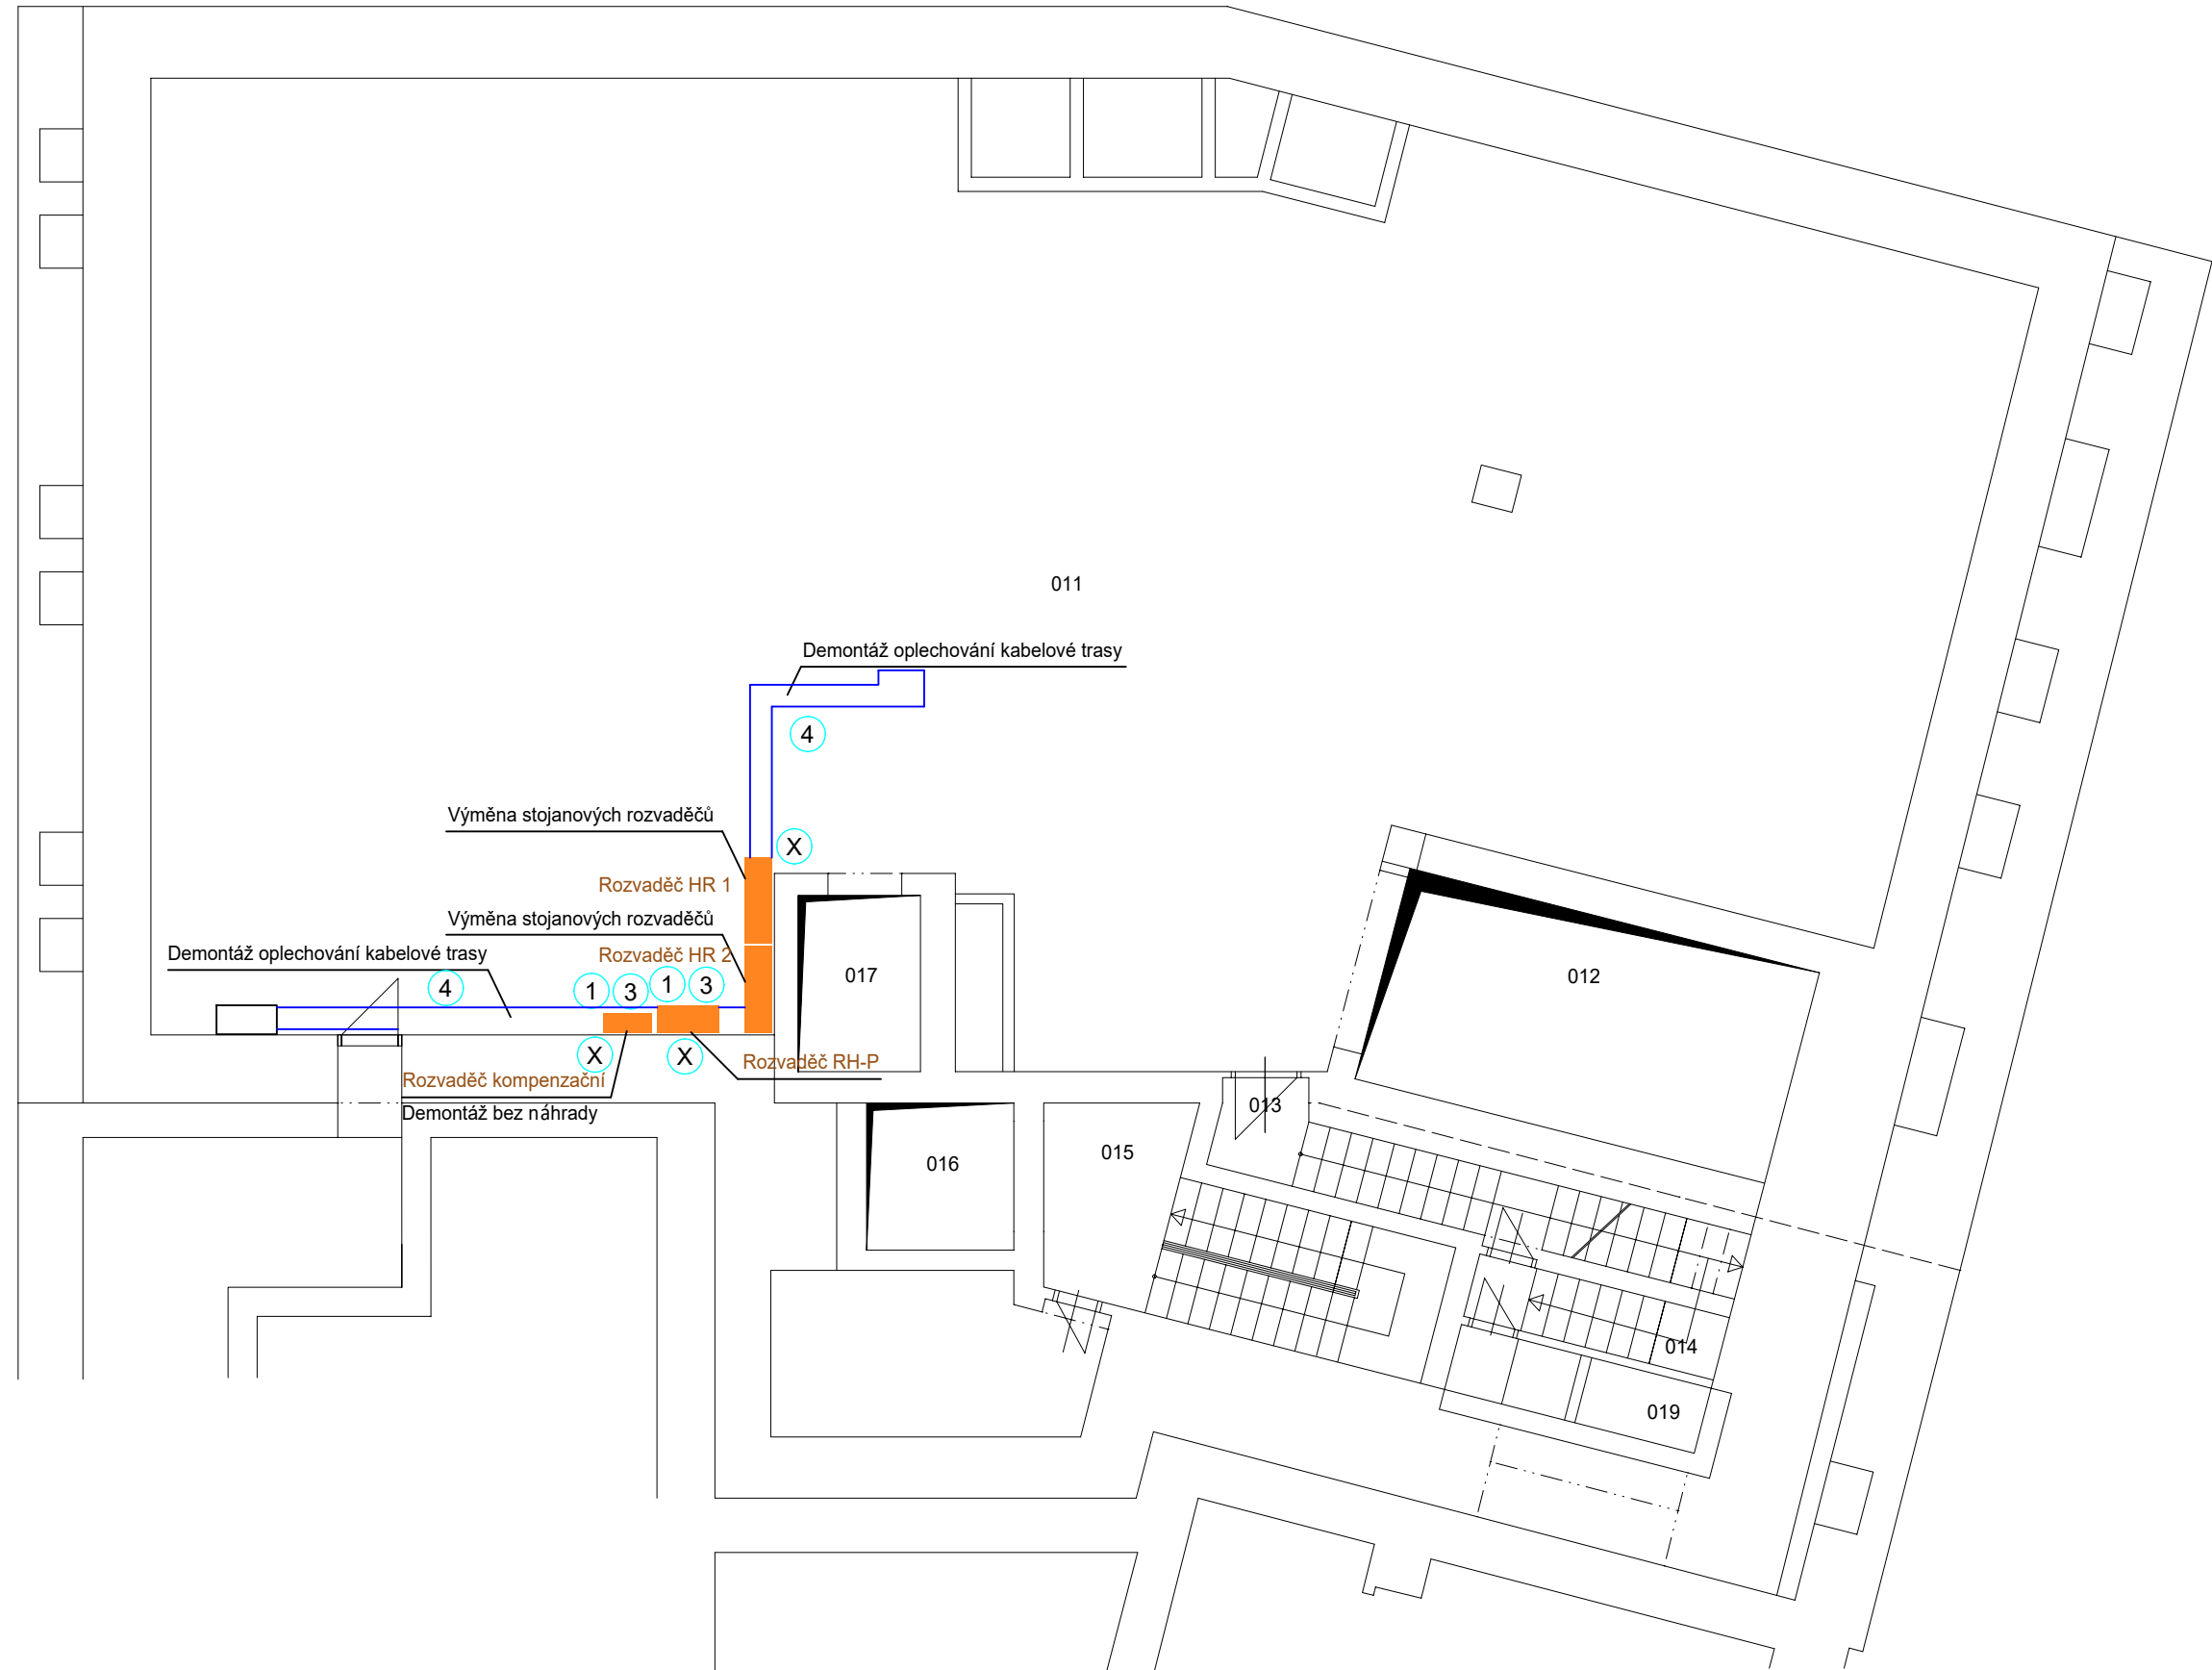 011
Demontáž oplechování kabelové trasy
4
Výměna stojanových rozvaděčů
X
Rozvaděč HR 1
Výměna stojanových rozvaděčů
Rozvaděč HR 2
Demontáž oplechování kabelové trasy
4
1
3
1
3
017
012
X
X
Rozvaděč RH-P
Rozvaděč kompenzační
Demontáž bez náhrady
013
015
016
014
019